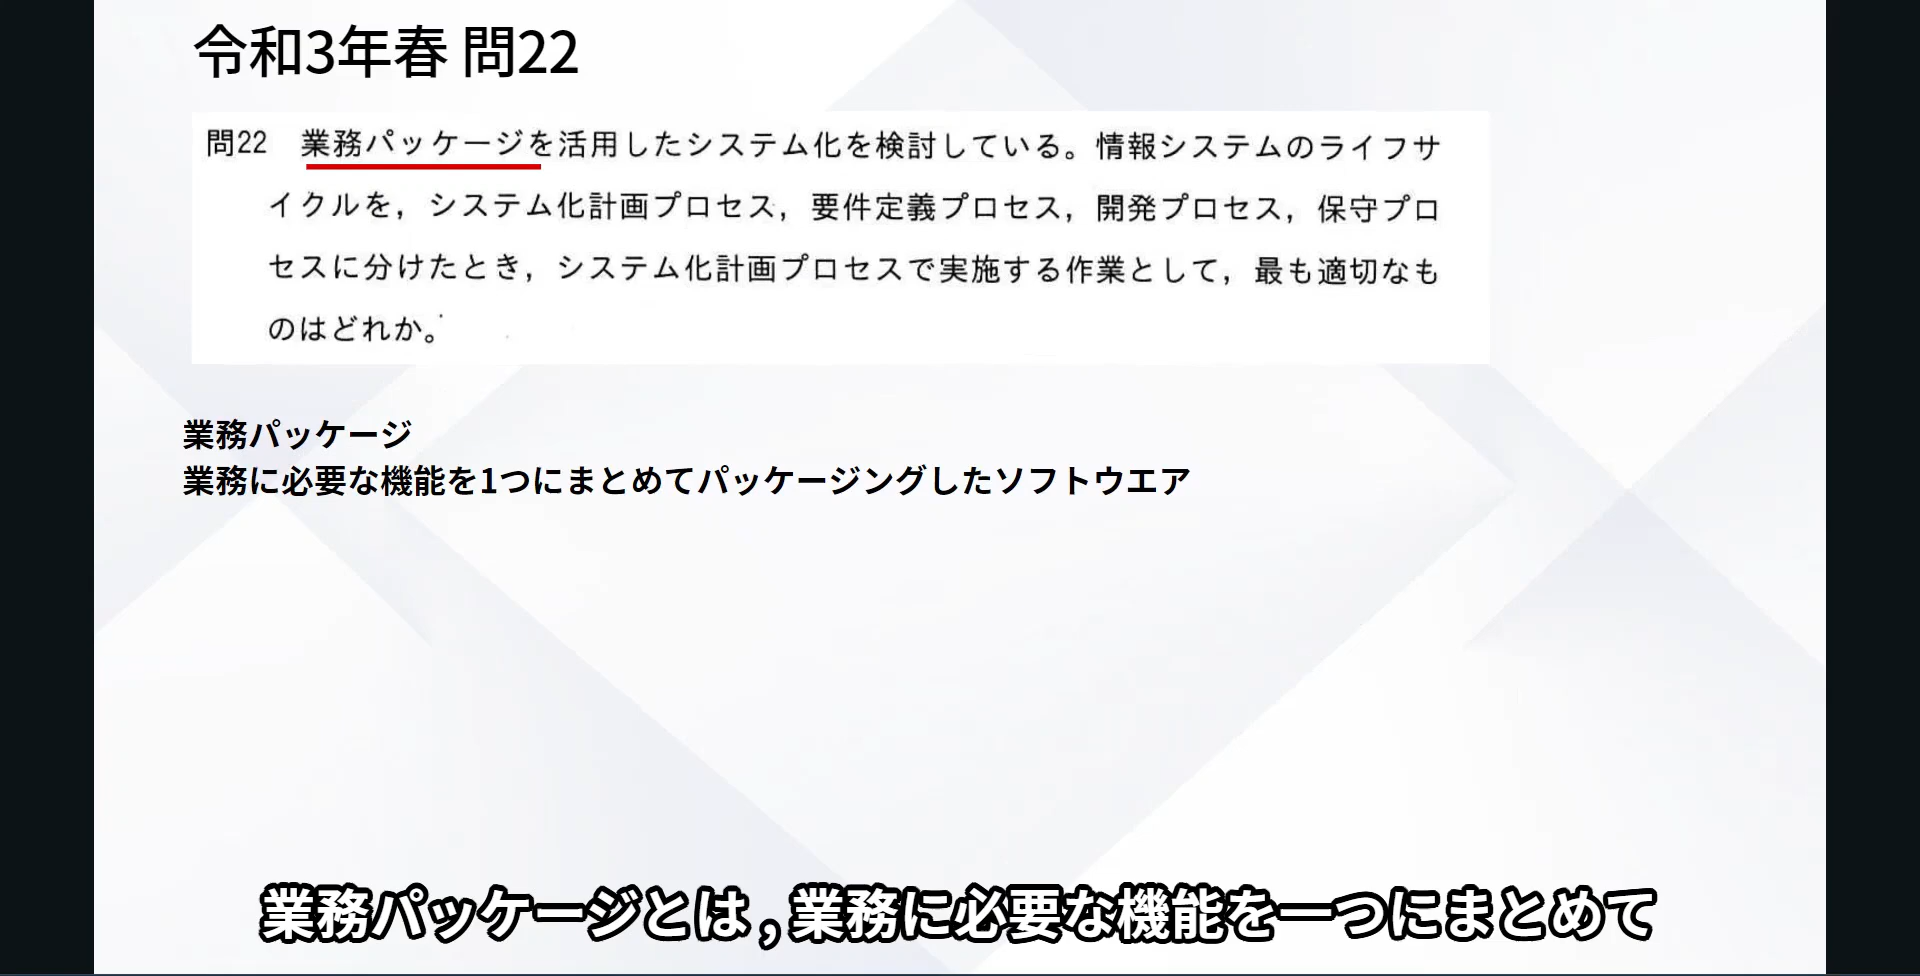 令和3年春 問22
問22 業務パッケージを活用したシステム化を検討している。情報システムのライフサ
イクルを，システム化計画プロセス，要件定義プロセス，開発プロセス，保守プロ
セスに分けたとき，システム化計画プロセスで実施する作業として，最も適切なも
のはどれか。
業務パッケージ
業務に必要な機能を1つにまとめてパッケージングしたソフトウエア
業務パッケージとは,業務に必要な機能を一つにまとめて